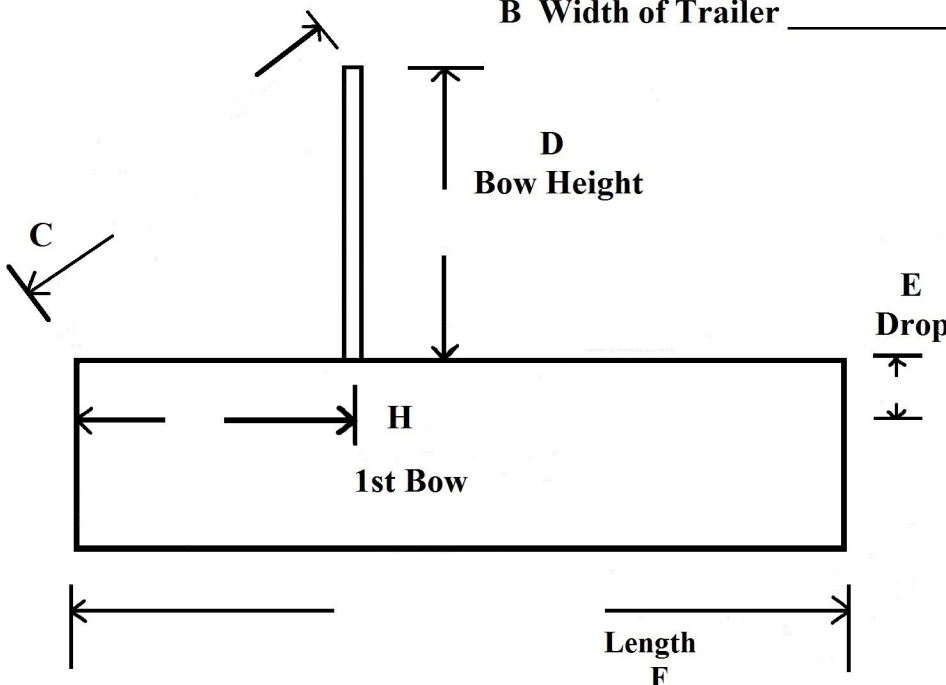 B Width of Trailer
D
Bow Height
C
E
Drop
H
1st Bow
Length
F